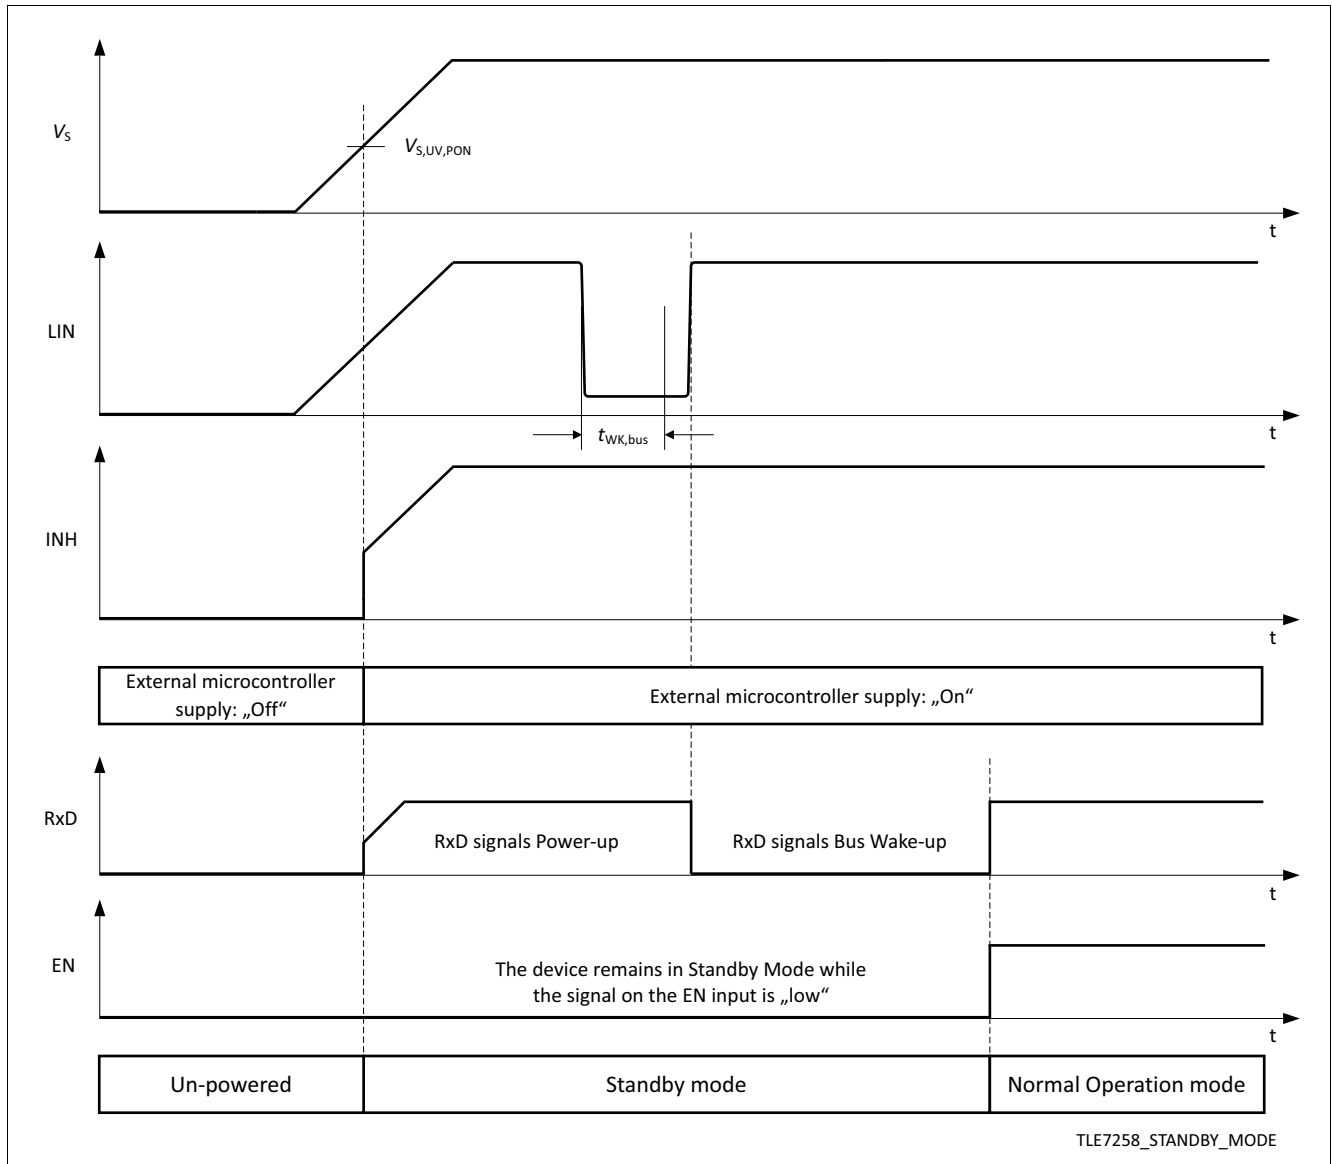 V_S
V_S,UV,PON
t
LIN
t
t_WK,bus
INH
t
External microcontroller
supply: „Off“
External microcontroller supply: „On“
RxD
RxD signals Power-up
RxD signals Bus Wake-up
t
EN
The device remains in Standby Mode while
the signal on the EN input is „low“
t
Un-powered
Standby mode
Normal Operation mode
TLE7258_STANDBY_MODE